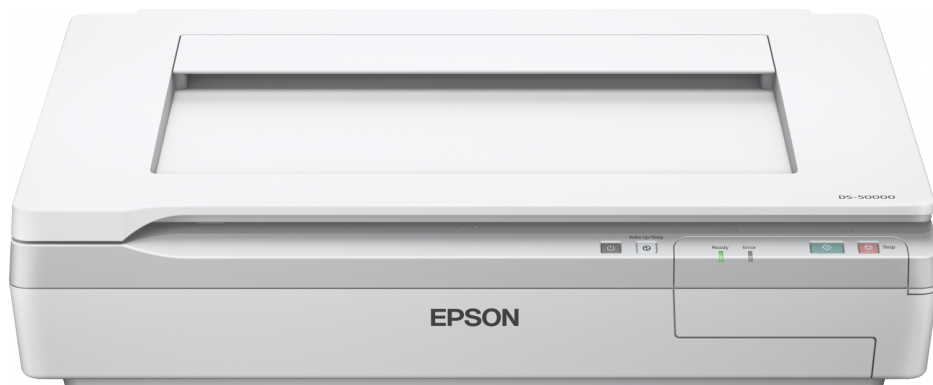 DS-50000
Wake Up/Sleep
Ready Error
Stop
EPSON